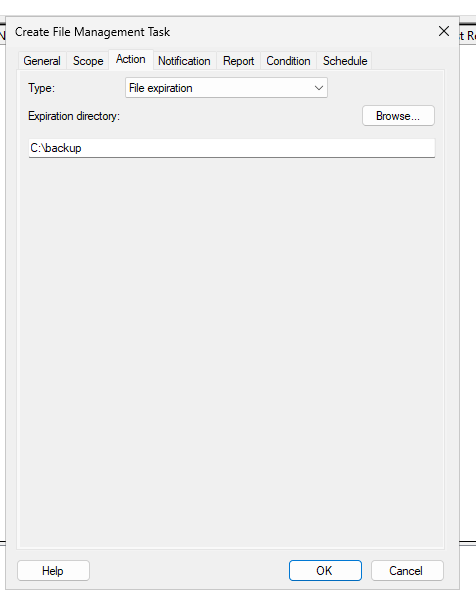 Create File Management Task
General Scope Action Notification Report Condition Schedule
Type: File expiration
Expiration directory: Browse...
C:\backup
Help OK Cancel